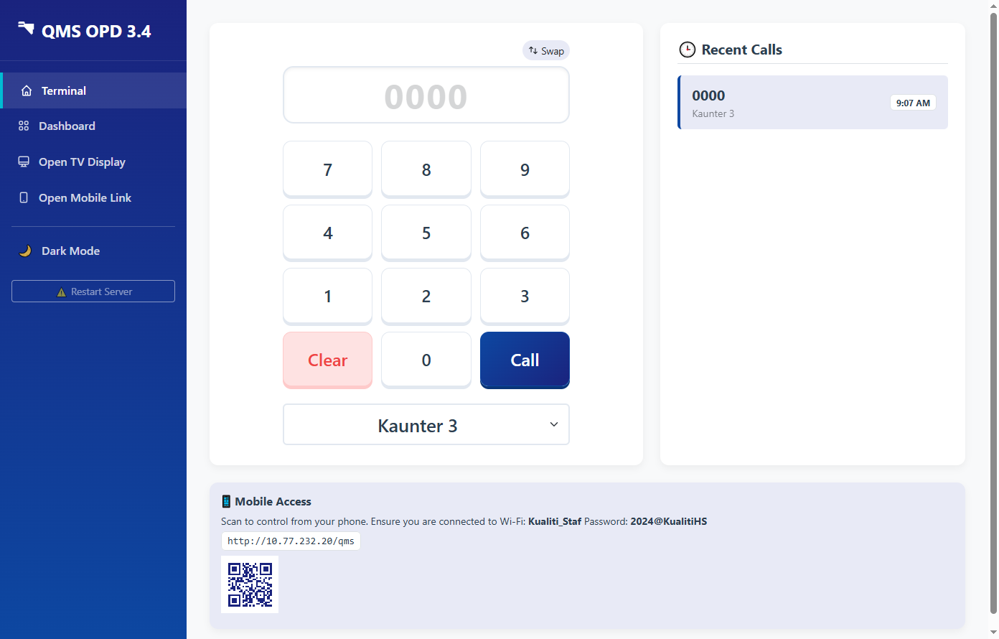 QMS OPD 3.4
Terminal
Dashboard
Open TV Display
Open Mobile Link
Dark Mode
Restart Server
Swap
0000
7 8 9
4 5 6
1 2 3
Clear 0 Call
Kaunter 3
Recent Calls
0000
Kaunter 3
9:07 AM
Mobile Access
Scan to control from your phone. Ensure you are connected to Wi-Fi: Kualiti_Staf Password: 2024@KualitiHS
http://10.77.232.20/qms